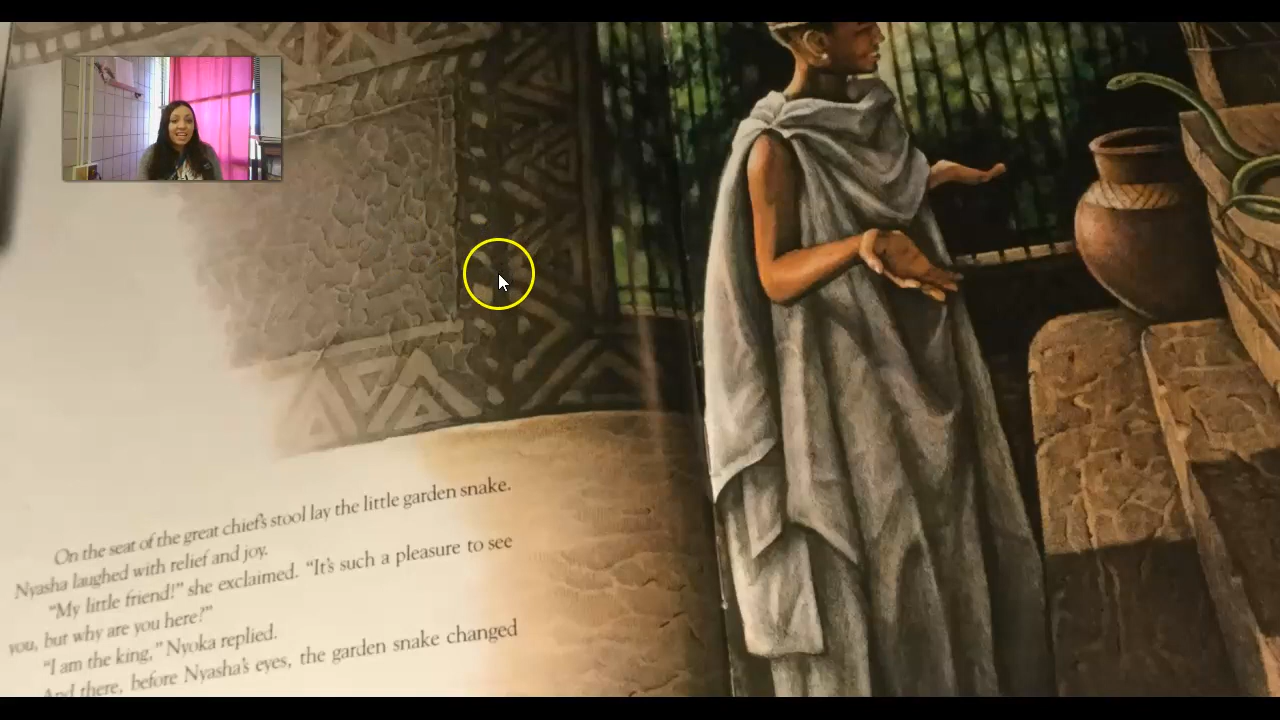 On the seat of the great chief's stool lay the little garden snake.
Nyasha laughed with relief and joy.
"My little friend!" she exclaimed. "It's such a pleasure to see
you, but why are you here?"
"I am the king," Nyoka replied.
And there, before Nyasha's eyes, the garden snake changed